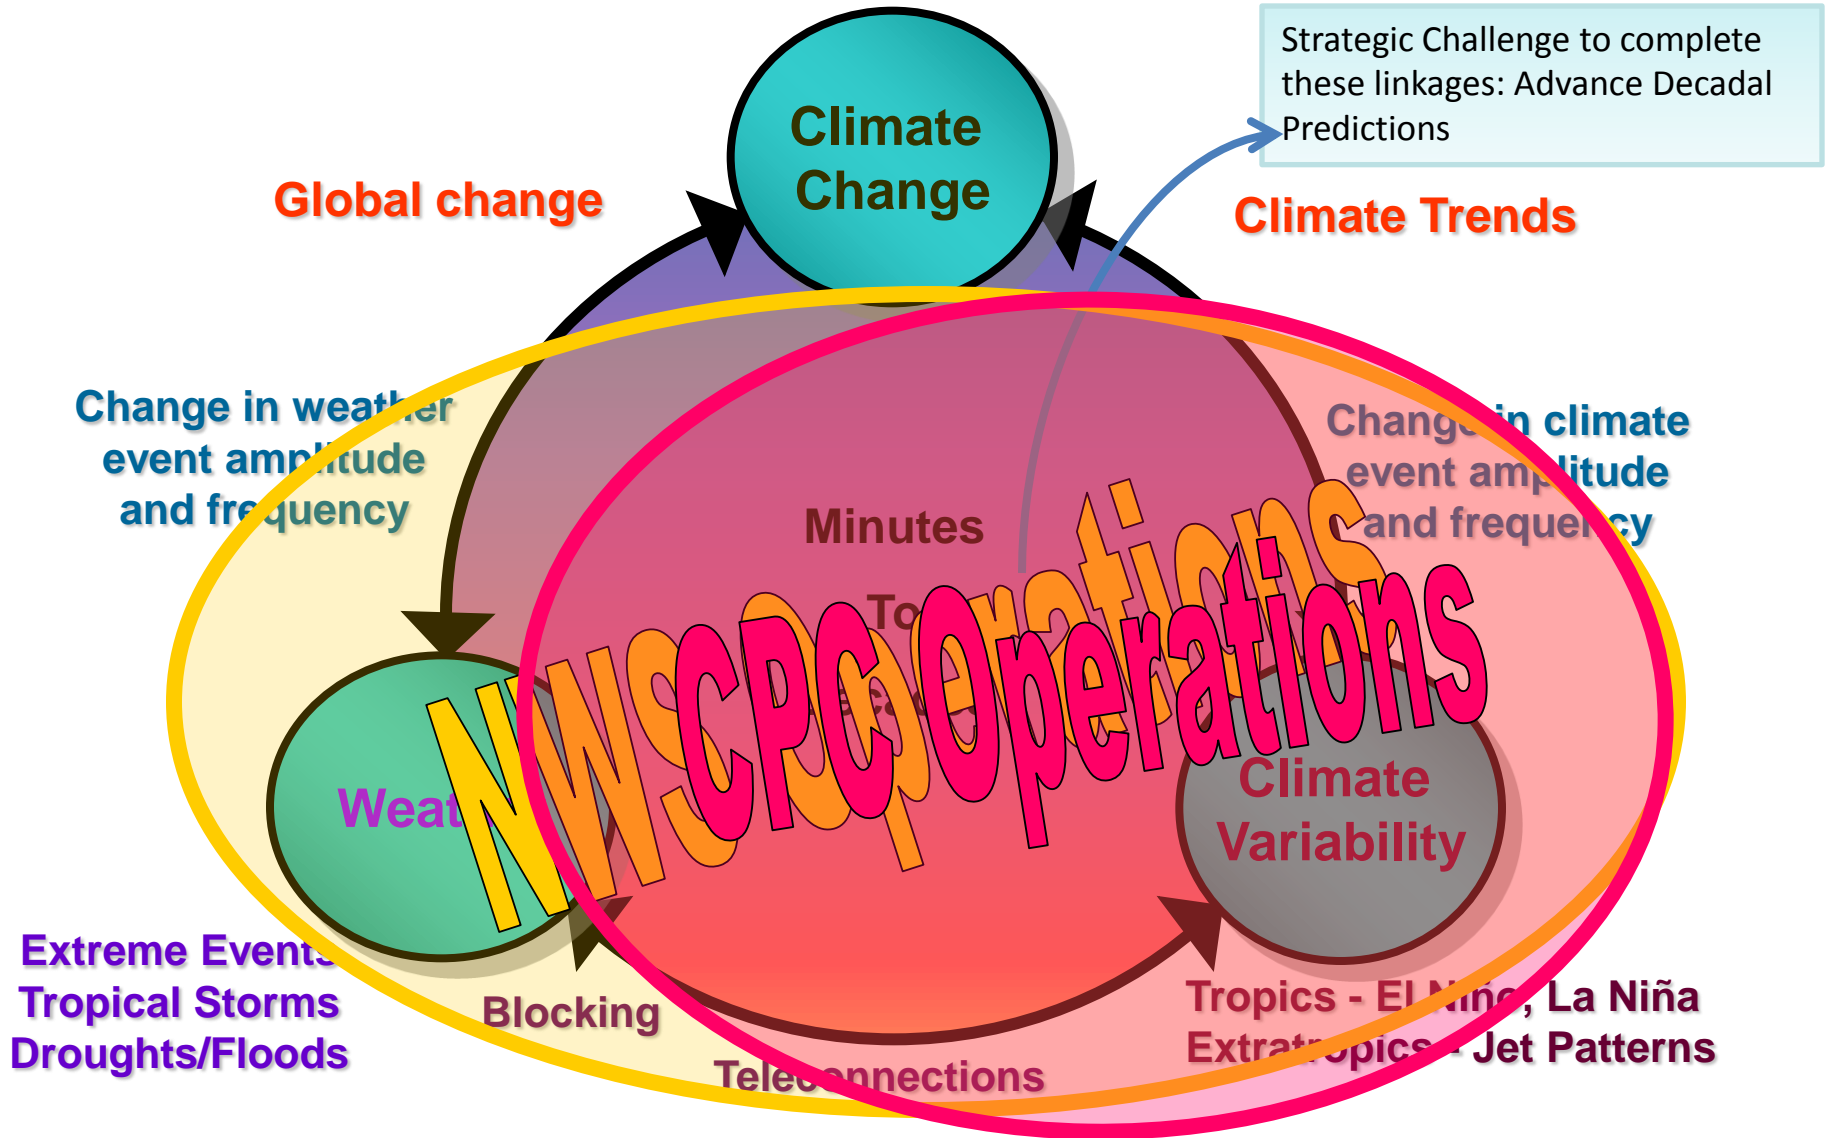 Strategic Challenge to complete
these linkages: Advance Decadal
Predictions
Climate
Change
Global change
Climate Trends
Change in weather
event amplitude
and frequency
Change in climate
event amplitude
and frequency
Minutes
To
NWS Operations
CPC Operations
Climate
Variability
Extreme Events
Tropical Storms
Droughts/Floods
Blocking
Teleconnections
Tropics - El Niño, La Niña
Extratropics - Jet Patterns